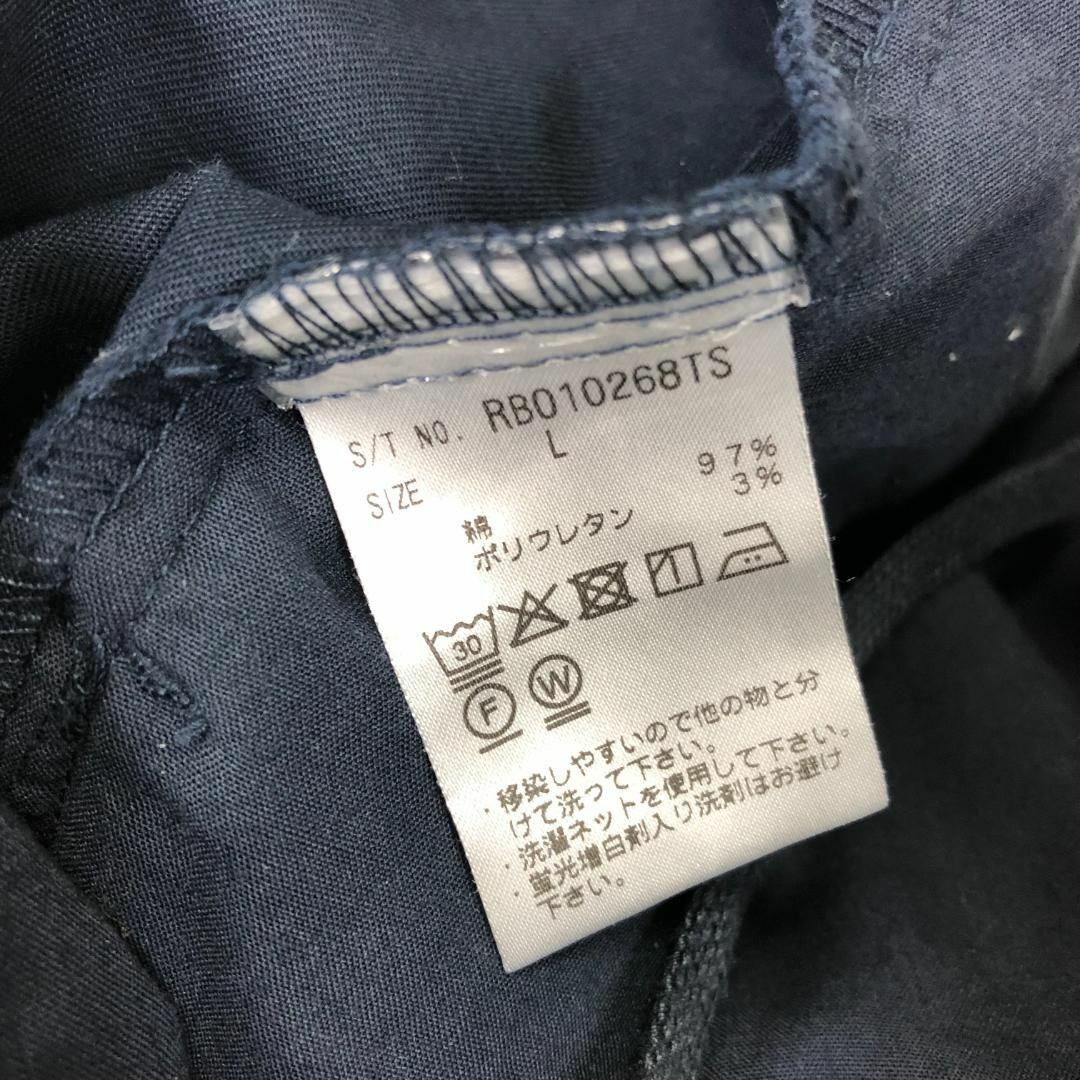 S/T NO. RB010268TS
SIZE L
綿 97%
ポリウレタン 3%
30
F W
・移染しやすいので他の物と分
けて洗って下さい。
・洗濯ネットを使用して下さい。
・蛍光増白剤入り洗剤はお避け
下さい。